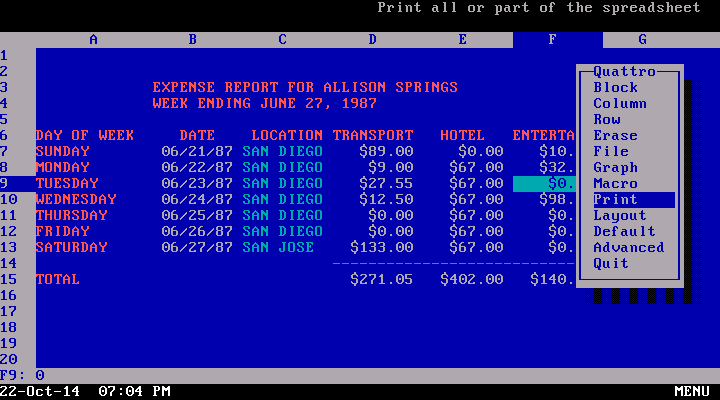 Print all or part of the spreadsheet
A B C D E F G
1
2 Quattro
3 EXPENSE REPORT FOR ALLISON SPRINGS Block
4 WEEK ENDING JUNE 27, 1987 Column
5 Row
6 DAY OF WEEK DATE LOCATION TRANSPORT HOTEL ENTERTA Erase
7 SUNDAY 06/21/87 SAN DIEGO $89.00 $0.00 $10. File
8 MONDAY 06/22/87 SAN DIEGO $9.00 $67.00 $32. Graph
9 TUESDAY 06/23/87 SAN DIEGO $27.55 $67.00 $0. Macro
10 WEDNESDAY 06/24/87 SAN DIEGO $12.50 $67.00 $98. Print
11 THURSDAY 06/25/87 SAN DIEGO $0.00 $67.00 $0. Layout
12 FRIDAY 06/26/87 SAN DIEGO $0.00 $67.00 $0. Default
13 SATURDAY 06/27/87 SAN JOSE $133.00 $67.00 $0. Advanced
14 Quit
15 TOTAL $271.05 $402.00 $140.
16
17
18
19
20
F9: 0
22-Oct-14 07:04 PM MENU